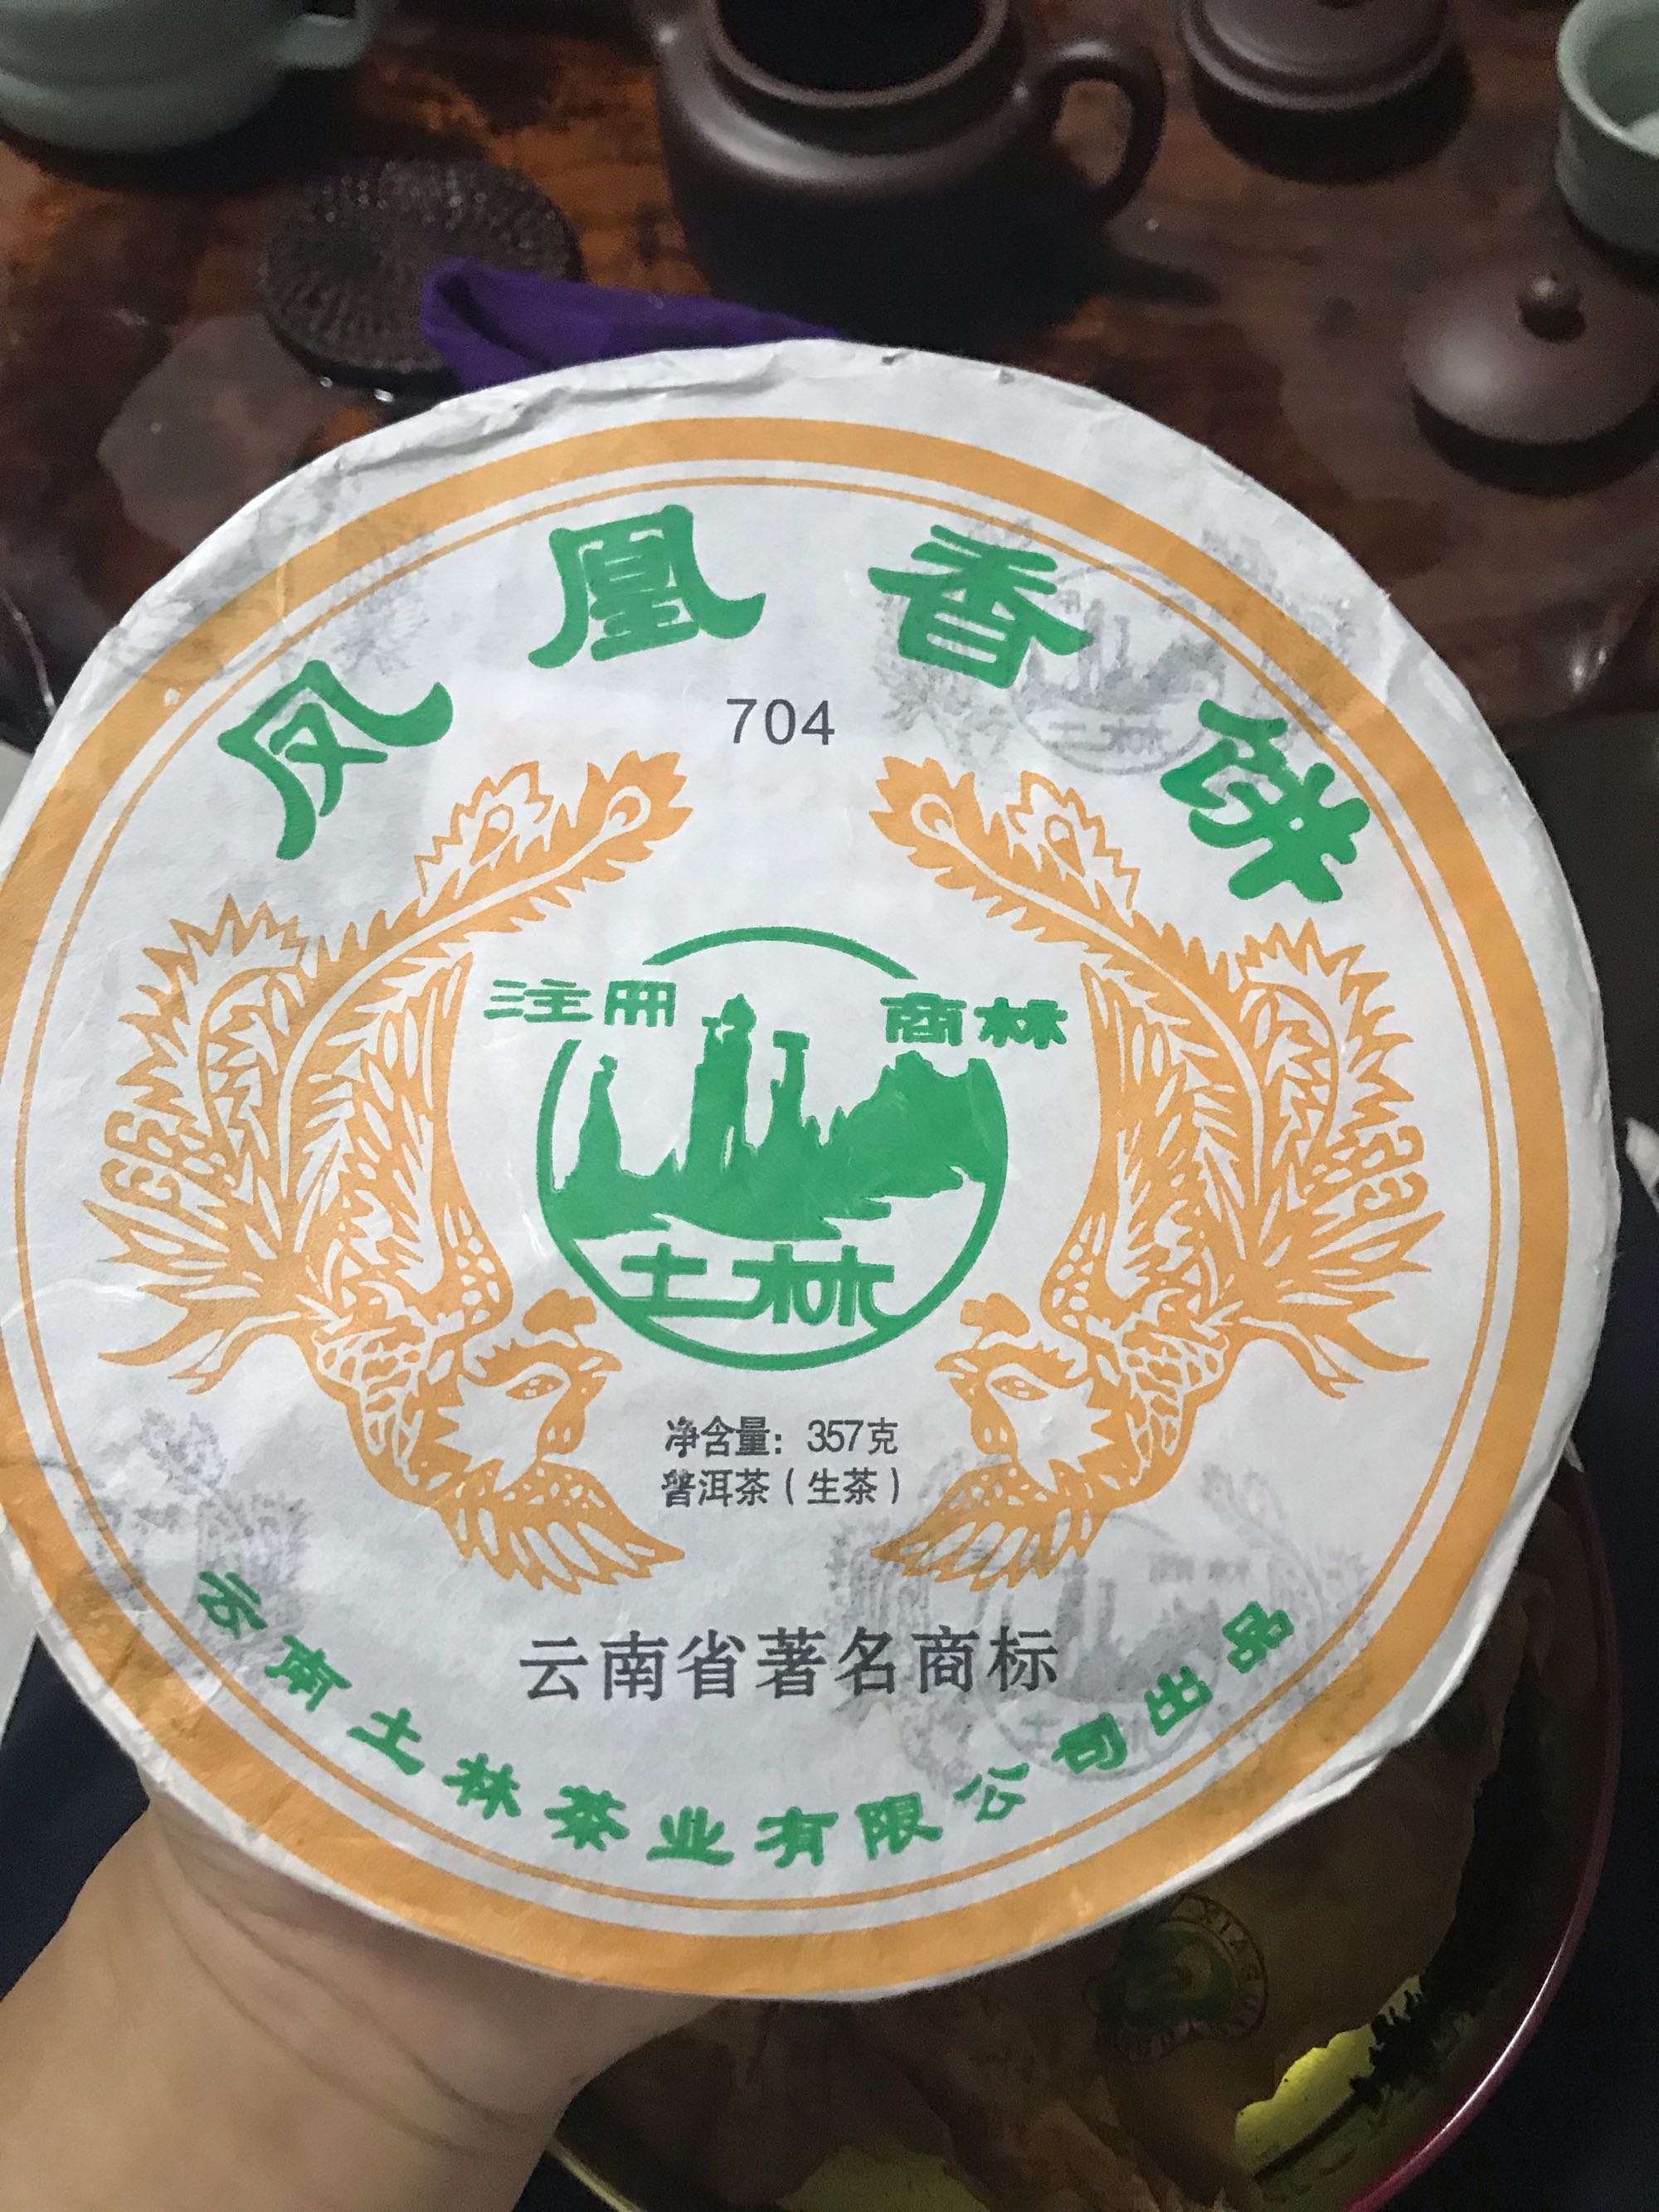 凤凰香饼
704
注册 商标
土林
净含量：357克
普洱茶（生茶）
云南省著名商标
云南土林茶业有限公司出品